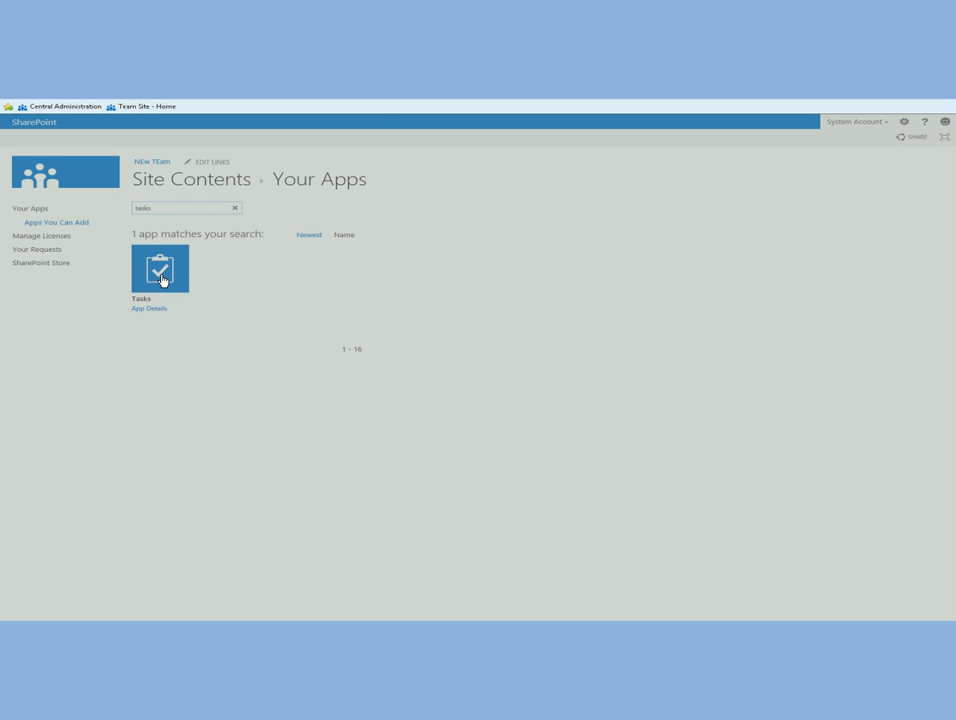 Central Administration Team Site - Home
SharePoint
System Account
?
SHARE
NEw TEam
EDIT LINKS
Site Contents › Your Apps
Your Apps
Apps You Can Add
Manage Licenses
Your Requests
SharePoint Store
tasks
1 app matches your search:
Newest Name
Tasks
App Details
1 - 16